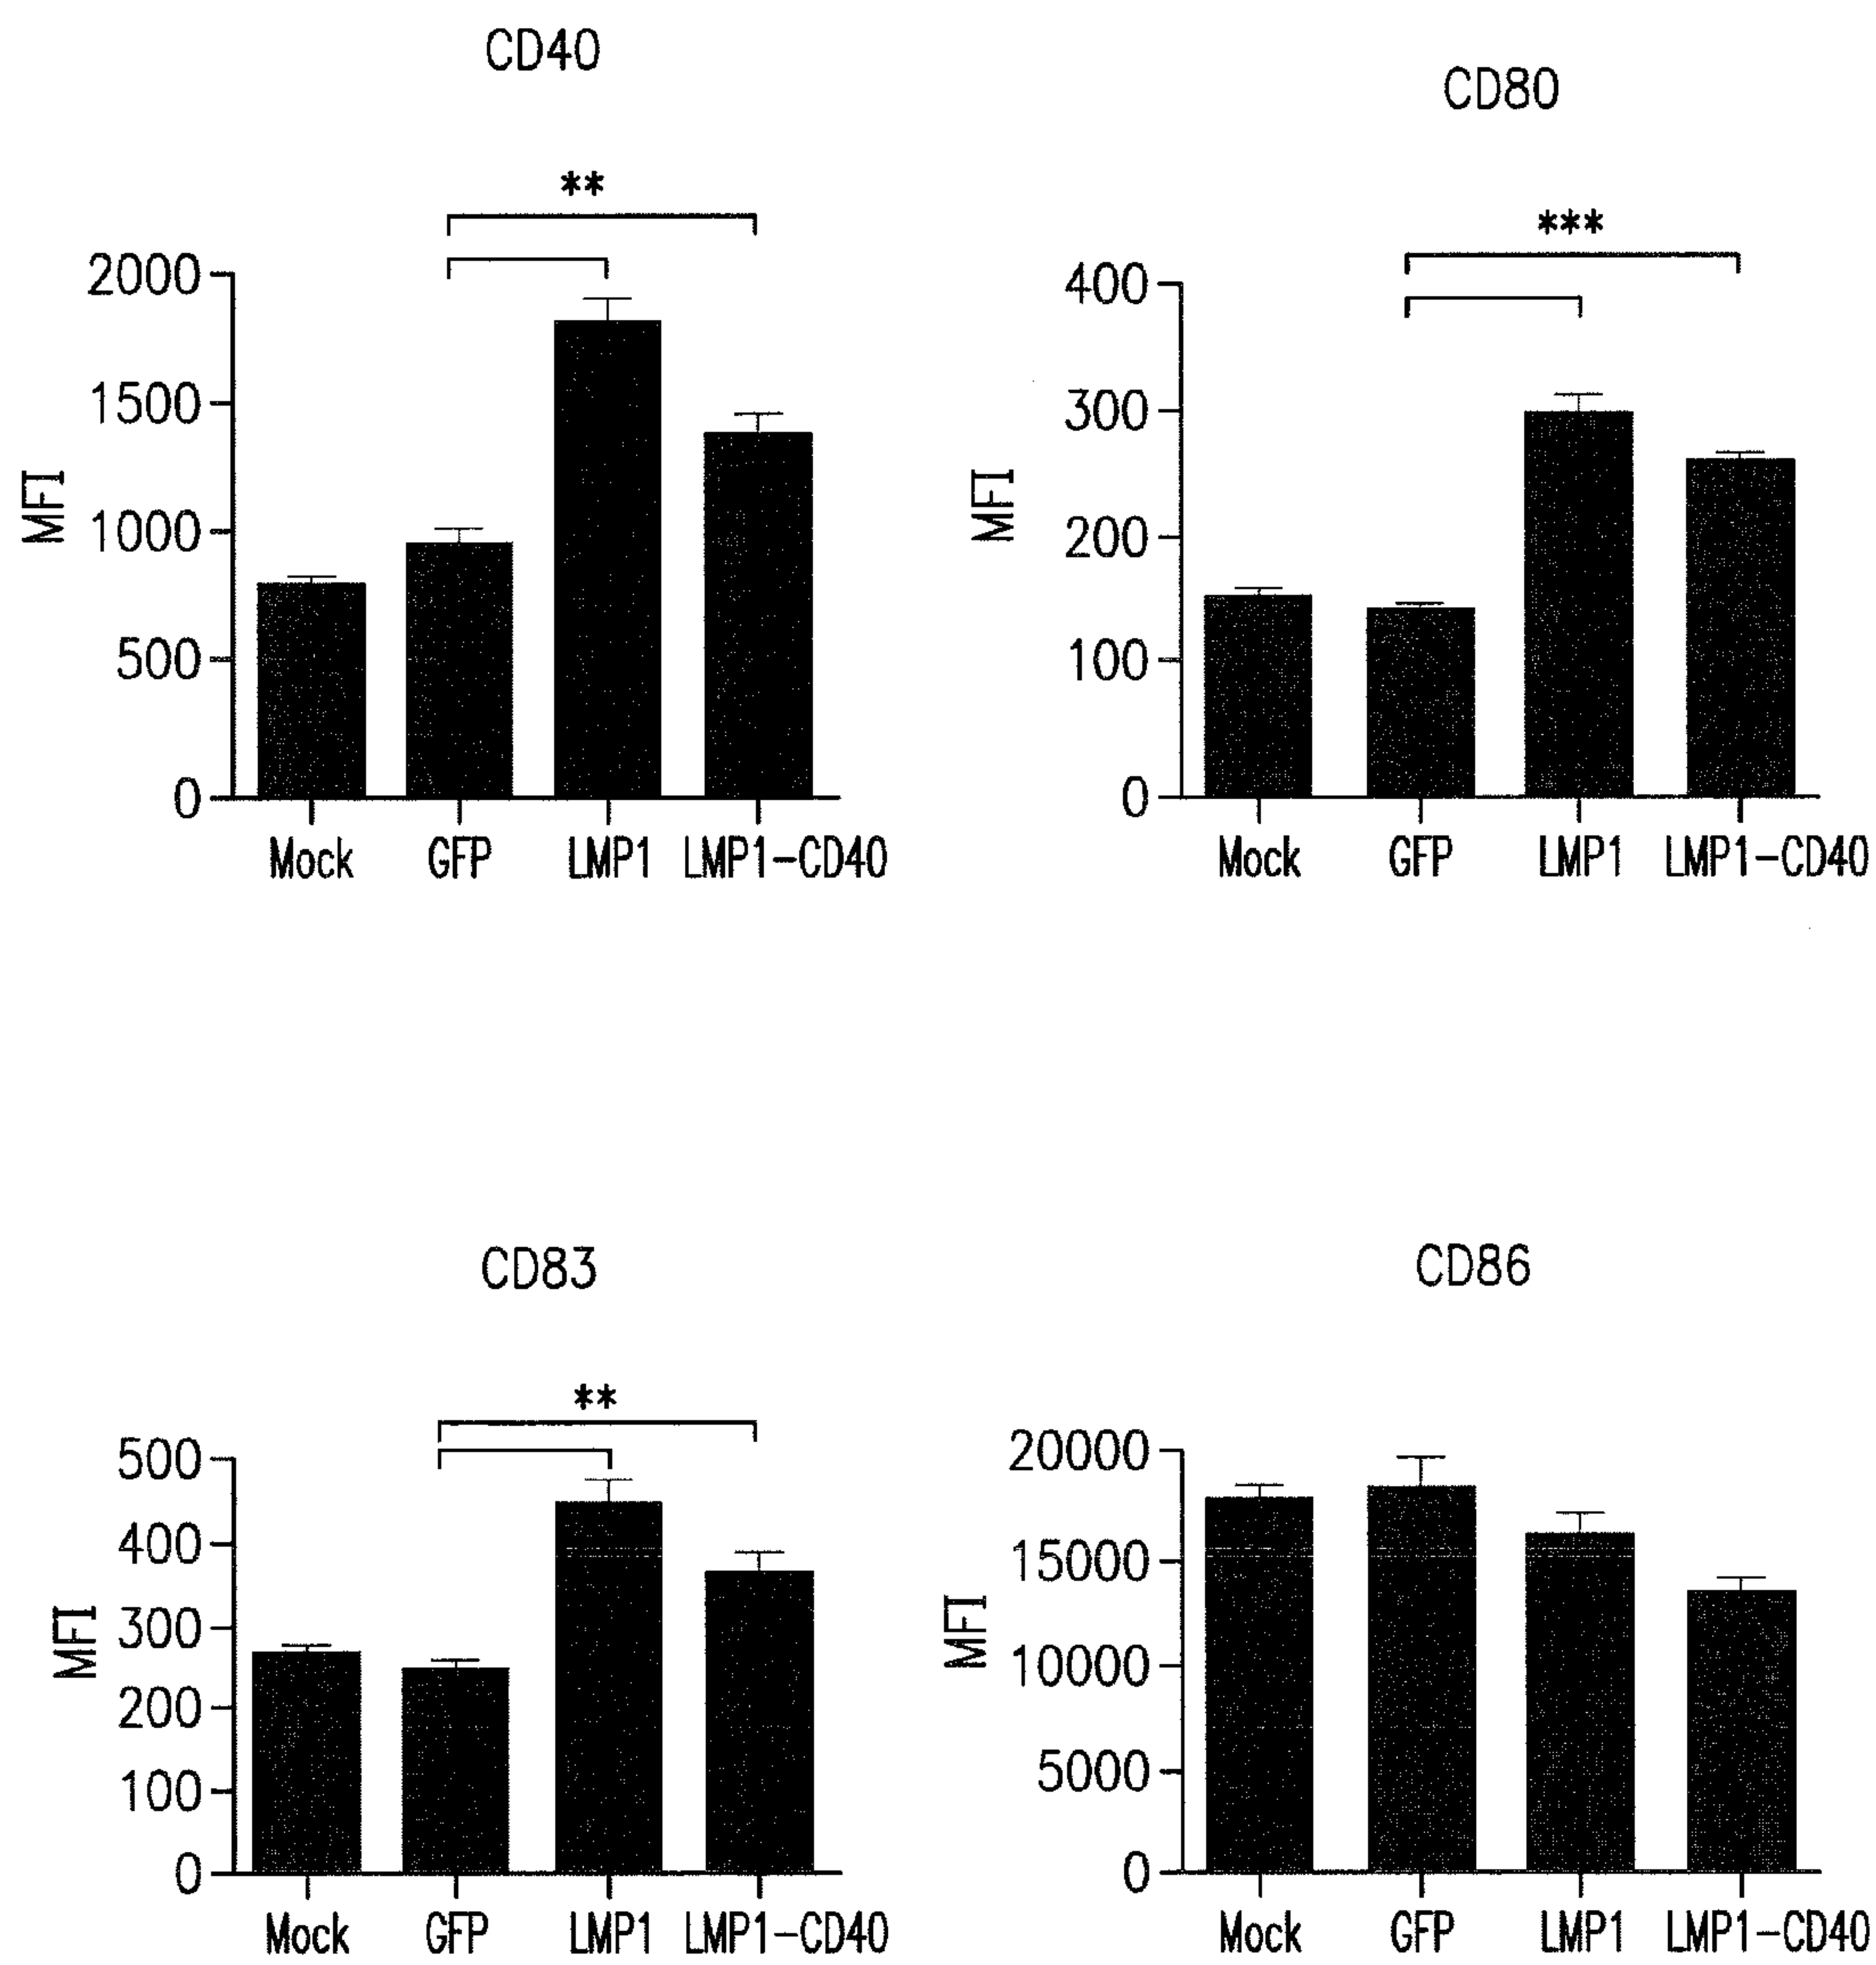 CD40
**
2000
1500
1000
500
0
MFI
Mock GFP LMP1 LMP1-CD40
CD80
***
400
300
200
100
0
MFI
Mock GFP LMP1 LMP1-CD40
CD83
**
500
400
300
200
100
0
MFI
Mock GFP LMP1 LMP1-CD40
CD86
20000
15000
10000
5000
0
MFI
Mock GFP LMP1 LMP1-CD40